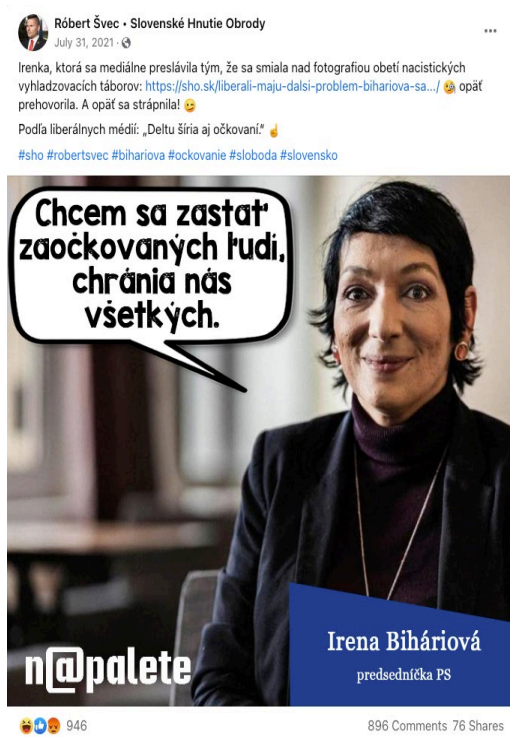 Róbert Švec • Slovenské Hnutie Obrody
July 31, 2021 ·
Irenka, ktorá sa mediálne preslávila tým, že sa smiala nad fotografiou obetí nacistických
vyhladzovacích táborov: https://sho.sk/liberali-maju-dalsi-problem-bihariova-sa.../ 🤒 opäť
prehovorila. A opäť sa strápnila! 😉
Podľa liberálnych médií: „Deltu šíria aj očkovaní.“ ☝
#sho #robertsvec #bihariova #ockovanie #sloboda #slovensko
Chcem sa zastať
zaočkovaných ľudí,
chránia nás
všetkých.
Irena Biháriová
predsedníčka PS
n@palete
946
896 Comments 76 Shares